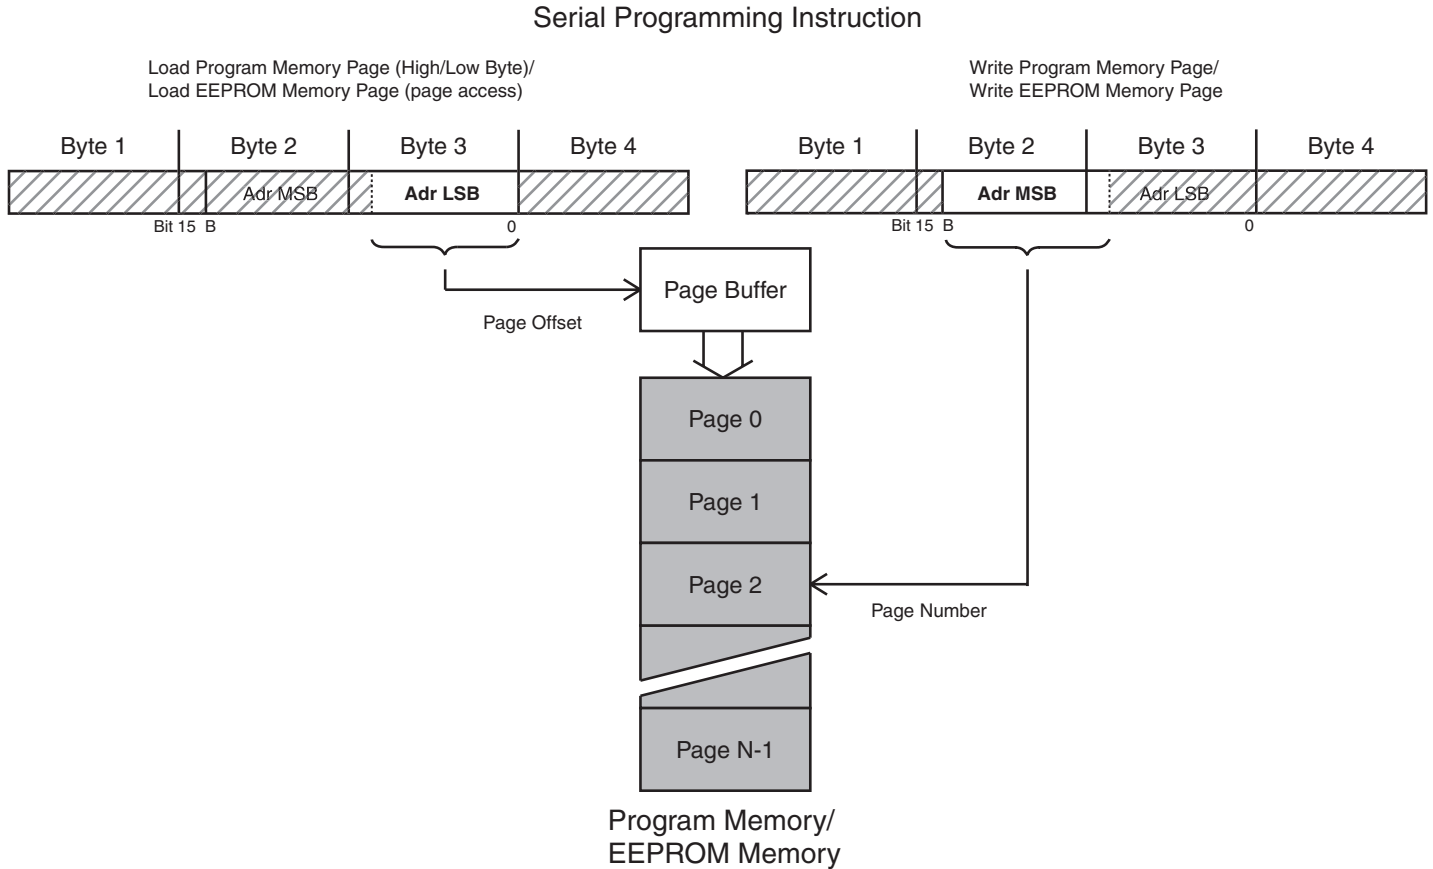 Serial Programming Instruction
Load Program Memory Page (High/Low Byte)/
Load EEPROM Memory Page (page access)
Byte 1
Byte 2
Byte 3
Byte 4
Adr MSB
Adr LSB
Bit 15 B
0
Write Program Memory Page/
Write EEPROM Memory Page
Byte 1
Byte 2
Byte 3
Byte 4
Adr MSB
Adr LSB
Bit 15 B
0
Page Buffer
Page Offset
Page 0
Page 1
Page 2
Page Number
Page N-1
Program Memory/
EEPROM Memory